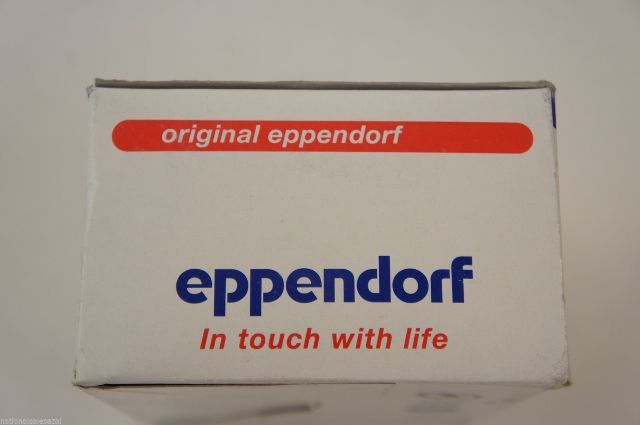 original eppendorf
eppendorf
In touch with life